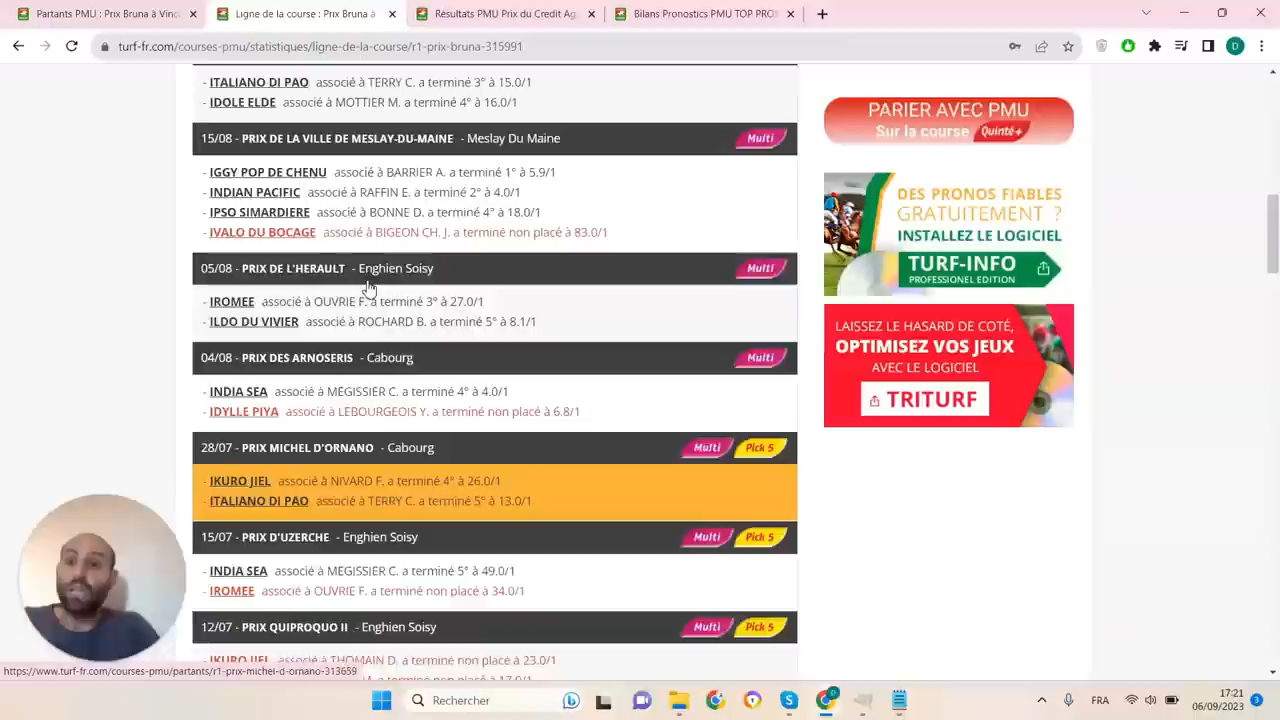 Partants PMU : Prix Bruna à Vinc
Ligne de la course : Prix Bruna à
Résultats PMU Prix du Credit Ag
Bilans Pronostics PMU TOP PRO
turf-fr.com/courses-pmu/statistiques/ligne-de-la-course/r1-prix-bruna-315991
- ITALIANO DI PAO associé à TERRY C. a terminé 3° à 15.0/1
- IDOLE ELDE associé à MOTTIER M. a terminé 4° à 16.0/1
15/08 - PRIX DE LA VILLE DE MESLAY-DU-MAINE - Meslay Du Maine Multi
- IGGY POP DE CHENU associé à BARRIER A. a terminé 1° à 5.9/1
- INDIAN PACIFIC associé à RAFFIN E. a terminé 2° à 4.0/1
- IPSO SIMARDIERE associé à BONNE D. a terminé 4° à 18.0/1
- IVALO DU BOCAGE associé à BIGEON CH. J. a terminé non placé à 83.0/1
05/08 - PRIX DE L'HERAULT - Enghien Soisy Multi
- IROMEE associé à OUVRIE F. a terminé 3° à 27.0/1
- ILDO DU VIVIER associé à ROCHARD B. a terminé 5° à 8.1/1
04/08 - PRIX DES ARNOSERIS - Cabourg Multi
- INDIA SEA associé à MÉGISSIER C. a terminé 4° à 4.0/1
- IDYLLE PIYA associé à LEBOURGEOIS Y. a terminé non placé à 6.8/1
28/07 - PRIX MICHEL D'ORNANO - Cabourg Multi Pick 5
- IKURO JIEL associé à NIVARD F. a terminé 4° à 26.0/1
- ITALIANO DI PAO associé à TERRY C. a terminé 5° à 13.0/1
15/07 - PRIX D'UZERCHE - Enghien Soisy Multi Pick 5
- INDIA SEA associé à MÉGISSIER C. a terminé 5° à 49.0/1
- IROMEE associé à OUVRIE F. a terminé non placé à 34.0/1
12/07 - PRIX QUIPROQUO II - Enghien Soisy Multi Pick 5
- IKURO JIEL associé à THOMAIN D. a terminé non placé à 23.0/1
PARIER AVEC PMU
Sur la course Quinté+
DES PRONOS FIABLES
GRATUITEMENT ?
INSTALLEZ LE LOGICIEL
TURF-INFO
PROFESSIONEL EDITION
LAISSEZ LE HASARD DE COTÉ,
OPTIMISEZ VOS JEUX
AVEC LE LOGICIEL
TRITURF
https://www.turf-fr.com/courses-pmu/partants/r1-prix-michel-d-ornano-313659
Rechercher
FRA
17:21
06/09/2023